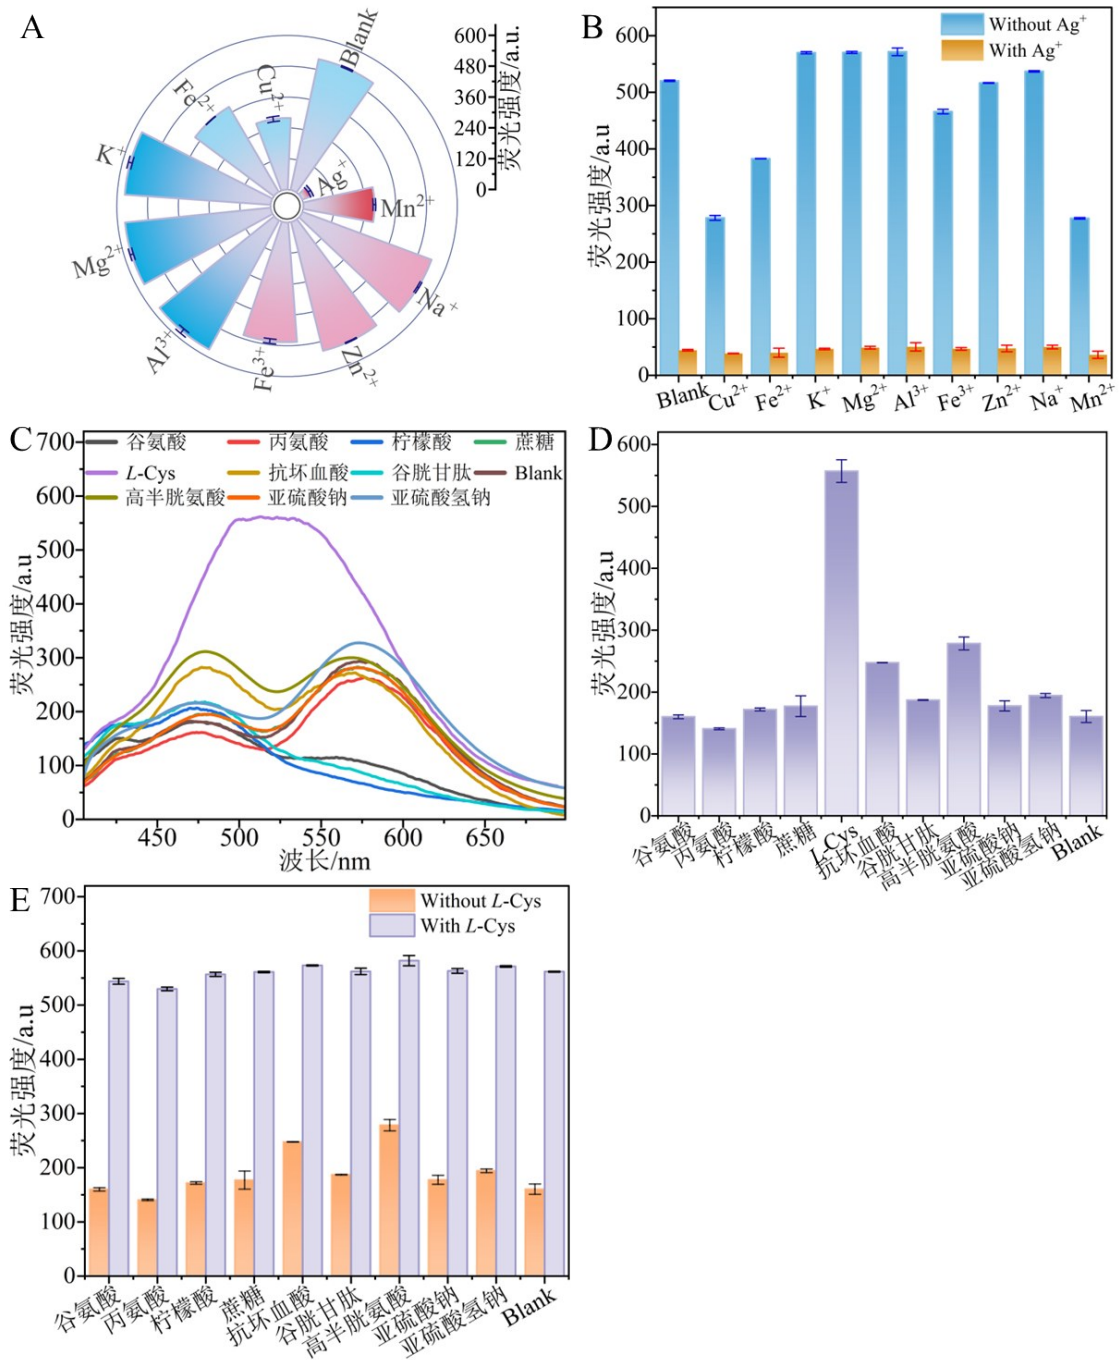 A
600
480
360
240
120
0
荧光强度/a.u.
Blank
Cu2+
Fe2+
K+
Mg2+
Al3+
Fe3+
Zn2+
Na+
Mn2+
Ag+
B
Without Ag+
With Ag+
600
500
400
300
200
100
0
荧光强度/a.u
Blank Cu2+ Fe2+ K+ Mg2+ Al3+ Fe3+ Zn2+ Na+ Mn2+
C
谷氨酸 丙氨酸 柠檬酸 蔗糖
L-Cys 抗坏血酸 谷胱甘肽 Blank
高半胱氨酸 亚硫酸钠 亚硫酸氢钠
700
600
500
400
300
200
100
0
荧光强度/a.u
450 500 550 600 650
波长/nm
D
600
500
400
300
200
100
0
荧光强度/a.u
谷氨酸 丙氨酸 柠檬酸 蔗糖 L-Cys 抗坏血酸 谷胱甘肽 高半胱氨酸 亚硫酸钠 亚硫酸氢钠 Blank
E
Without L-Cys
With L-Cys
700
600
500
400
300
200
100
0
荧光强度/a.u
谷氨酸 丙氨酸 柠檬酸 蔗糖 抗坏血酸 谷胱甘肽 高半胱氨酸 亚硫酸钠 亚硫酸氢钠 Blank